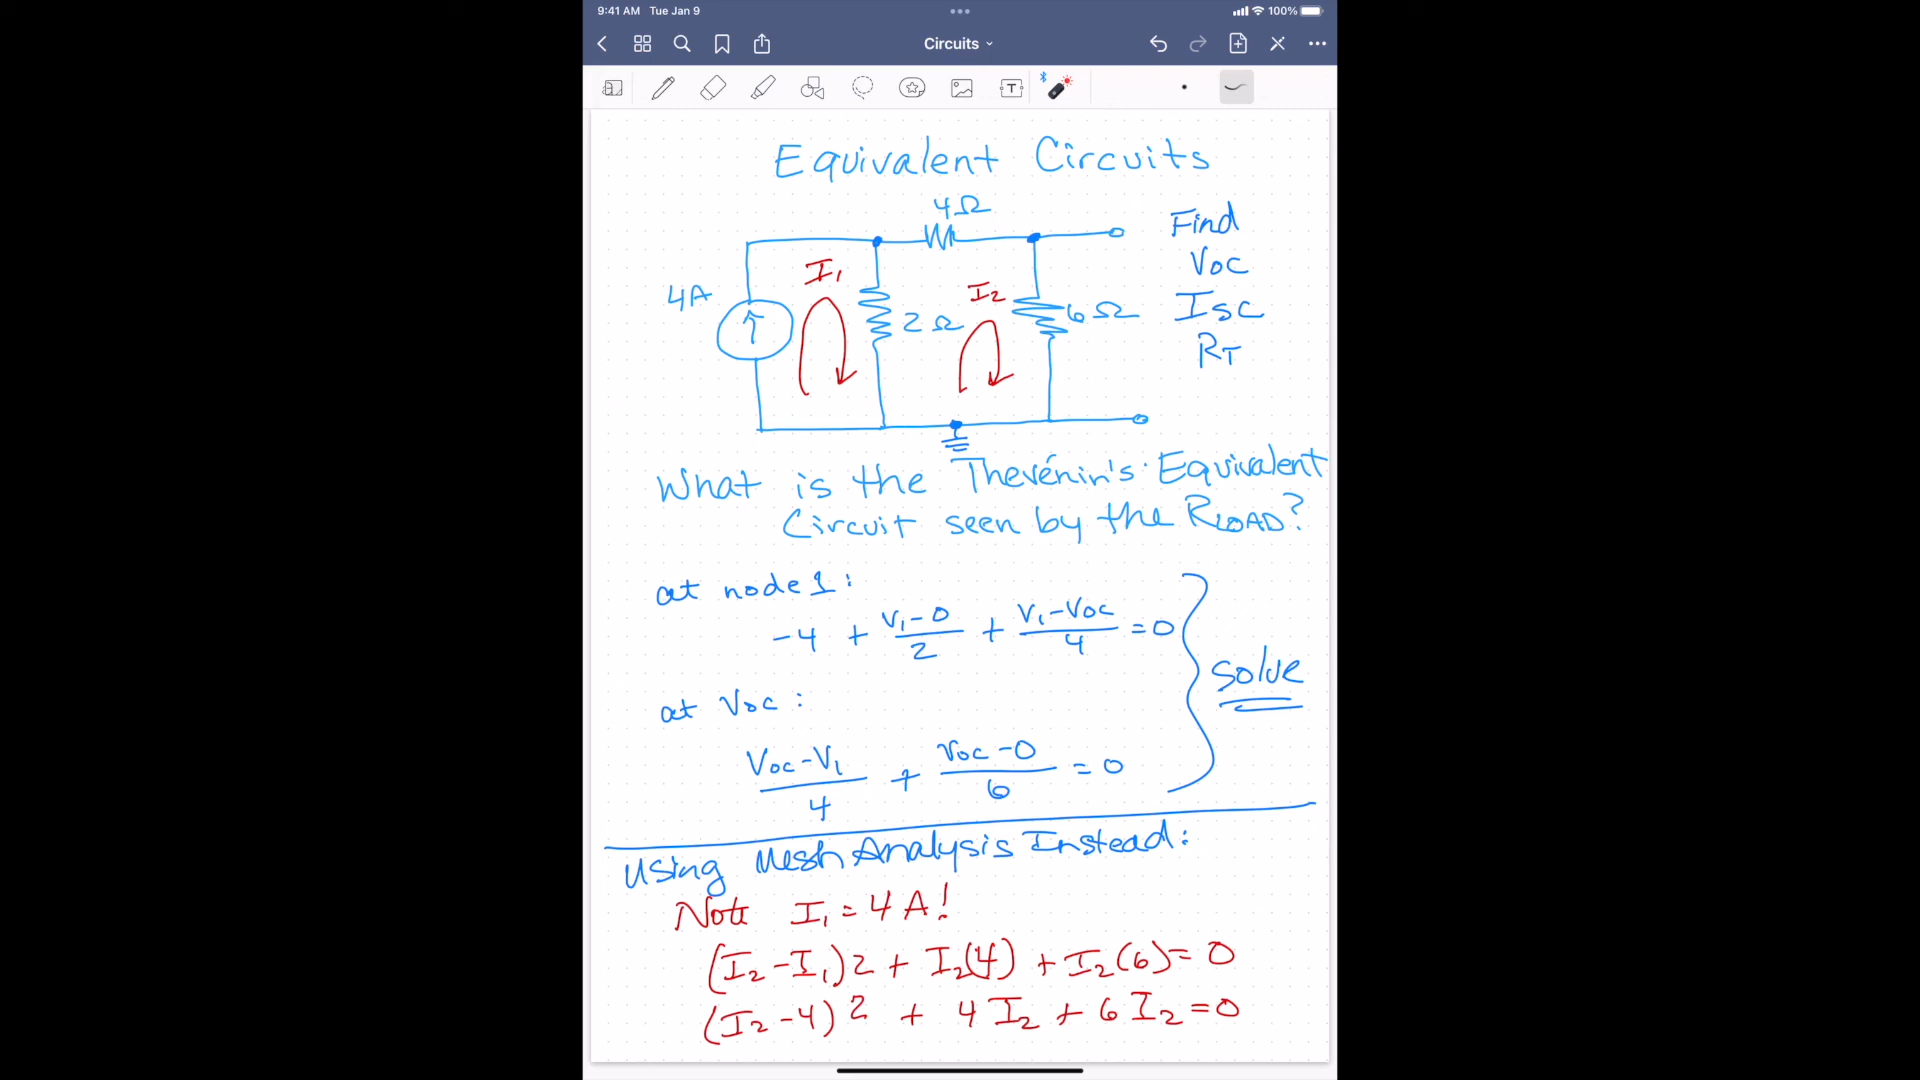 9:41 AM Tue Jan 9
100%
Circuits
T
Equivalent Circuits
4Ω
Find
Voc
Isc
RT
4A
I₁
2Ω
I₂
6Ω
What is the Thevénin's Equivalent
Circuit seen by the RLOAD?
at node 1:
-4 + (V₁-0)/2 + (V₁-Voc)/4 = 0
solve
at Voc:
(Voc-V₁)/4 + (Voc-0)/6 = 0
Using Mesh Analysis Instead:
Note I₁ = 4A!
(I₂-I₁)2 + I₂(4) + I₂(6) = 0
(I₂-4)2 + 4I₂ + 6I₂ = 0